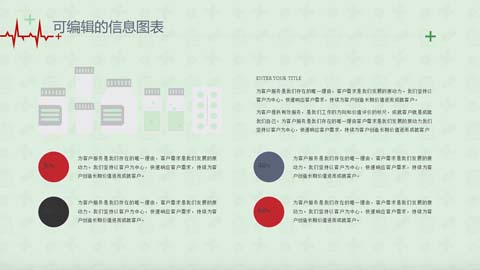 可编辑的信息图表
ENTER YOUR TITLE
为客户服务是我们存在的唯一理由，客户需求是我们发展的原动力。我们坚持以
客户为中心，快速响应客户需求，持续为客户创造长期价值进而成就客户。
为客户提供有效服务，是我们工作的方向和价值评价的标尺，成就客户就是成就
我们自己。为客户服务是我们存在的唯一理由客户需求是我们发展的原动力我们
坚持以客户为中心，快速响应客户需求，持续为客户创造长期价值进而成就客户
为客户服务是我们存在的唯一理由，客户需求是我们发展的原
动力。我们坚持以客户为中心，快速响应客户需求，持续为客
户创造长期价值进而成就客户。
为客户服务是我们存在的唯一理由，客户需求是我们发展的原
动力。我们坚持以客户为中心，快速响应客户需求，持续为客
户创造长期价值进而成就客户。
为客户服务是我们存在的唯一理由，客户需求是我们发展的原
动力。我们坚持以客户为中心，快速响应客户需求，持续为客
户创造长期价值进而成就客户。
为客户服务是我们存在的唯一理由，客户需求是我们发展的原
动力。我们坚持以客户为中心，快速响应客户需求，持续为客
户创造长期价值进而成就客户。